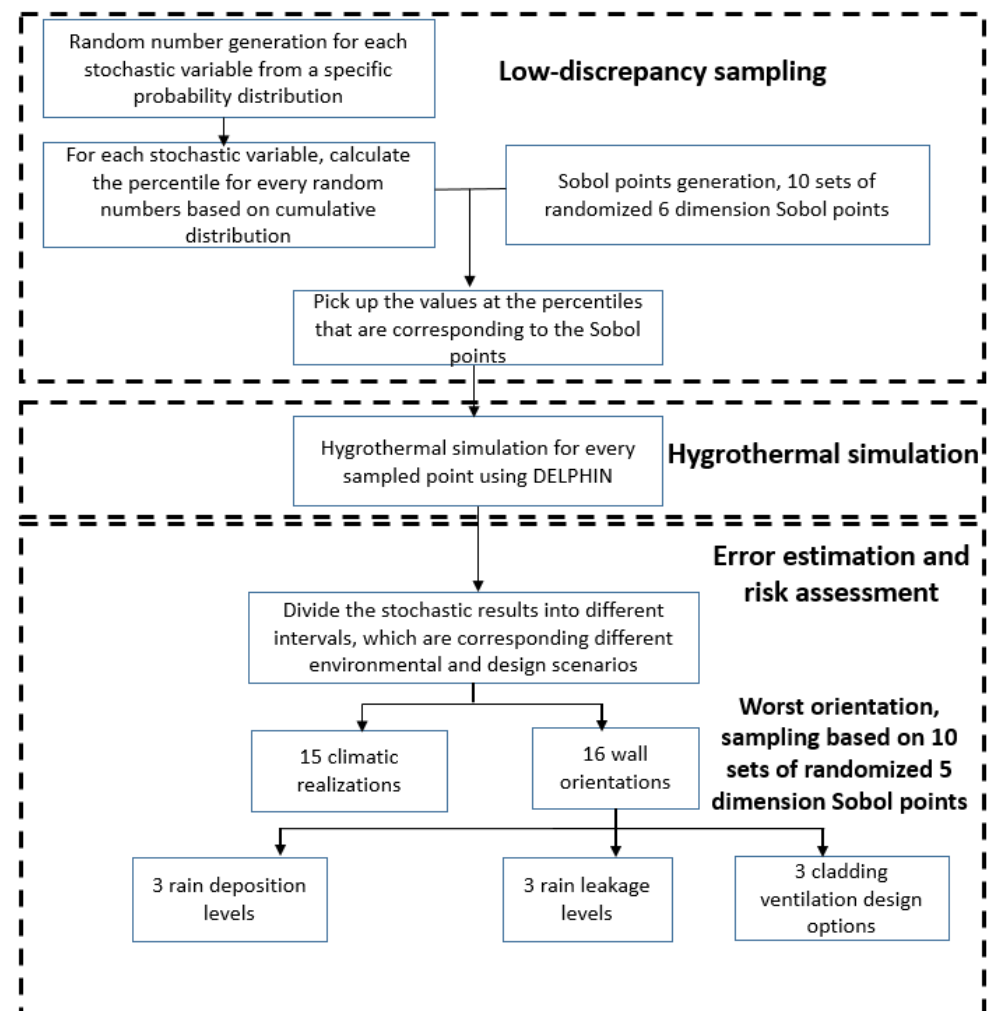 Random number generation for each
stochastic variable from a specific
probability distribution
Low-discrepancy sampling
For each stochastic variable, calculate
the percentile for every random
numbers based on cumulative
distribution
Sobol points generation, 10 sets of
randomized 6 dimension Sobol points
Pick up the values at the percentiles
that are corresponding to the Sobol
points
Hygrothermal simulation for every
sampled point using DELPHIN
Hygrothermal simulation
Error estimation and
risk assessment
Divide the stochastic results into different
intervals, which are corresponding different
environmental and design scenarios
15 climatic
realizations
16 wall
orientations
Worst orientation,
sampling based on 10
sets of randomized 5
dimension Sobol points
3 rain deposition
levels
3 rain leakage
levels
3 cladding
ventilation design
options